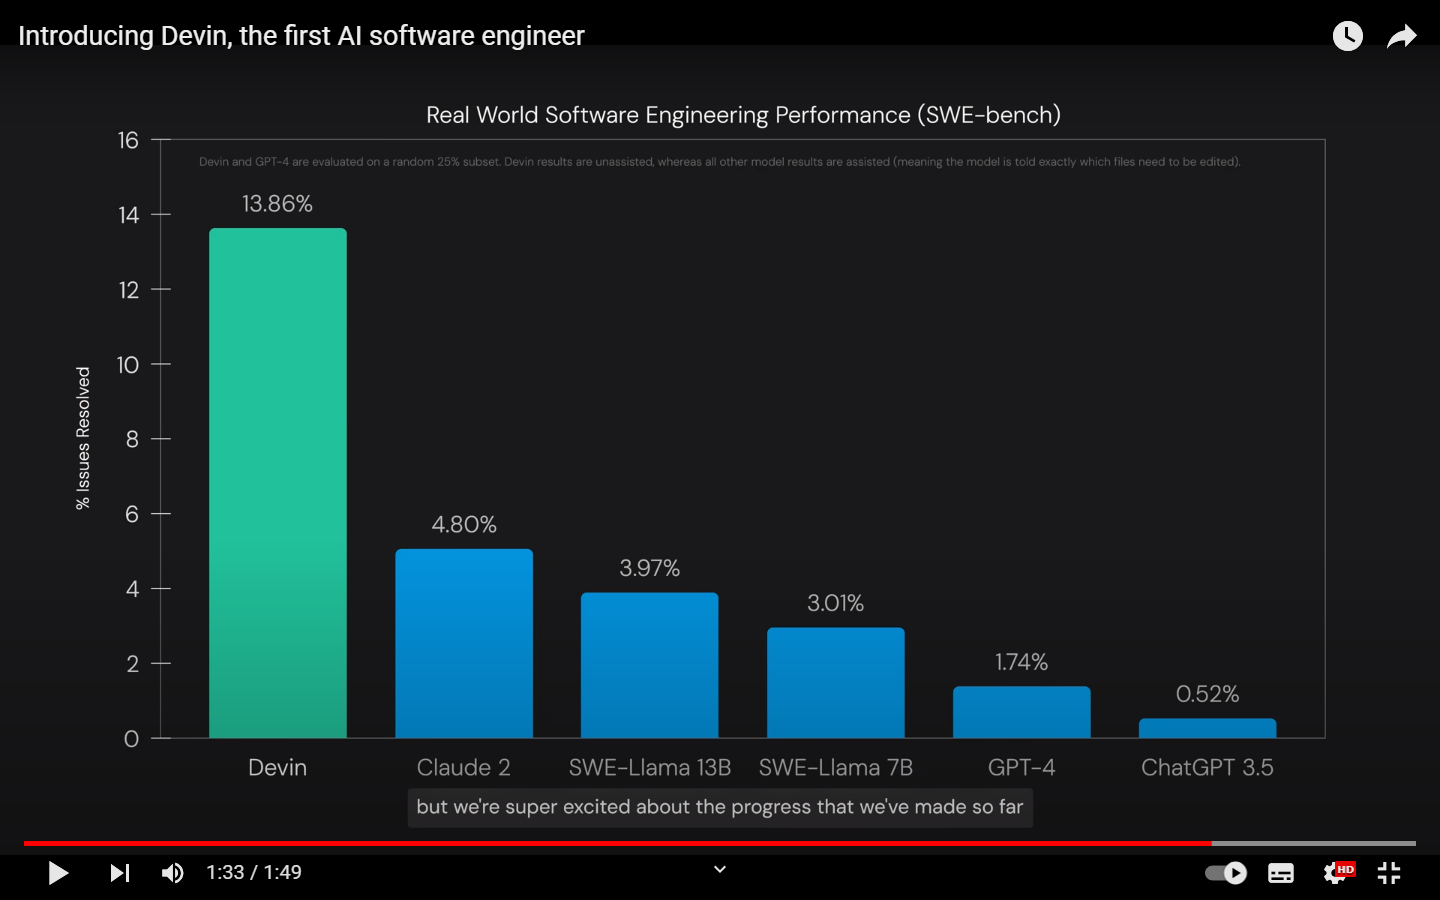 Introducing Devin, the first AI software engineer
Real World Software Engineering Performance (SWE-bench)
Devin and GPT-4 are evaluated on a random 25% subset. Devin results are unassisted, whereas all other model results are assisted (meaning the model is told exactly which files need to be edited).
% Issues Resolved
16
14
12
10
8
6
4
2
0
13.86%
4.80%
3.97%
3.01%
1.74%
0.52%
Devin
Claude 2
SWE-Llama 13B
SWE-Llama 7B
GPT-4
ChatGPT 3.5
but we're super excited about the progress that we've made so far
1:33 / 1:49
HD